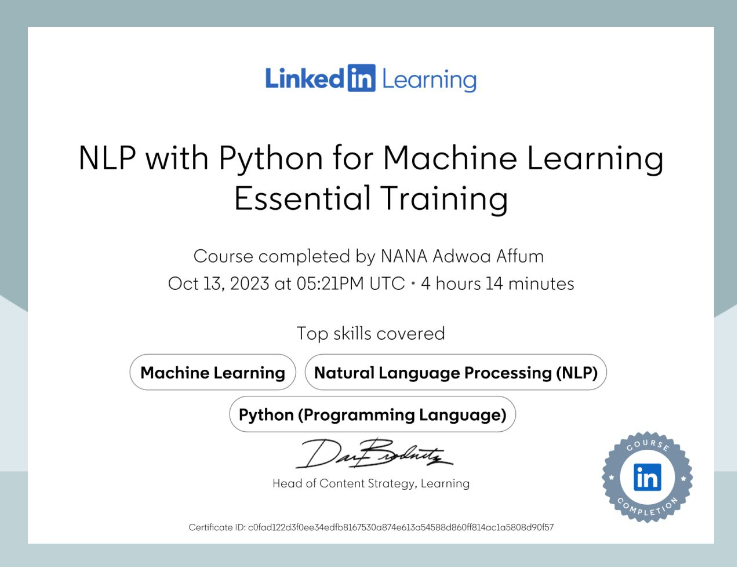 Linked in Learning
NLP with Python for Machine Learning
Essential Training
Course completed by NANA Adwoa Affum
Oct 13, 2023 at 05:21PM UTC • 4 hours 14 minutes
Top skills covered
Machine Learning
Natural Language Processing (NLP)
Python (Programming Language)
Head of Content Strategy, Learning
COURSE
in
COMPLETION
Certificate ID: c0fad122d3f0ee34edfb8167530a874e613a54588d860ff814ac1a5808d90f57